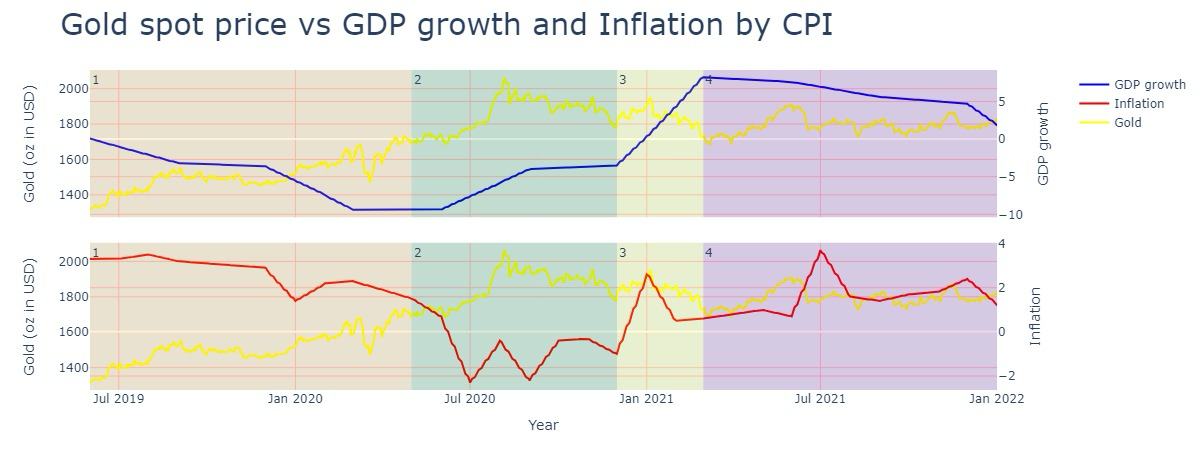 Gold spot price vs GDP growth and Inflation by CPI
1 2 3 4
2000
1800
1600
1400
Gold (oz in USD)
5
0
−5
−10
GDP growth
GDP growth
Inflation
Gold
1 2 3 4
2000
1800
1600
1400
Gold (oz in USD)
4
2
0
−2
Inflation
Jul 2019 Jan 2020 Jul 2020 Jan 2021 Jul 2021 Jan 2022
Year